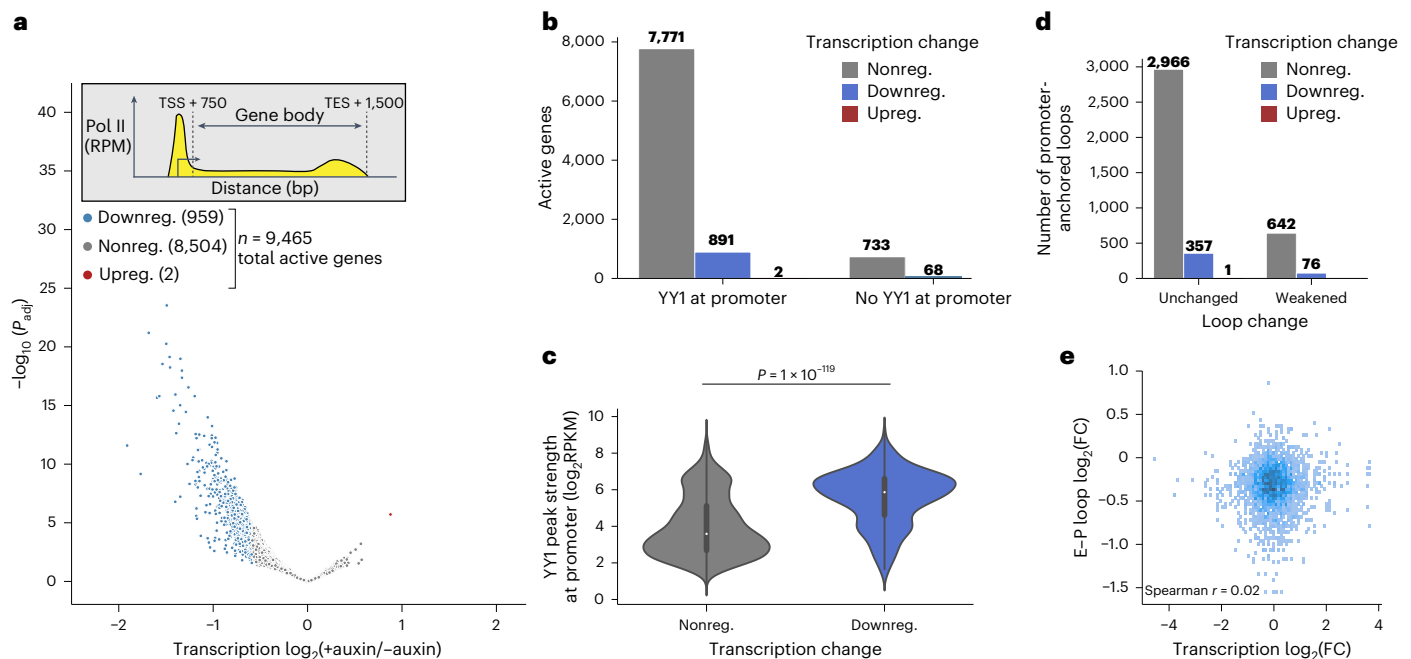 a
40
35
30
25
20
15
10
5
0
−log10 (Padj)
TSS + 750
TES + 1,500
Pol II
(RPM)
Gene body
Distance (bp)
Downreg. (959)
Nonreg. (8,504)
Upreg. (2)
n = 9,465
total active genes
−2
−1
0
1
2
Transcription log2(+auxin/−auxin)
b
Active genes
8,000
6,000
4,000
2,000
0
7,771
891
2
733
68
YY1 at promoter
No YY1 at promoter
Transcription change
Nonreg.
Downreg.
Upreg.
c
P = 1 × 10−119
YY1 peak strength
at promoter (log2RPKM)
10
8
6
4
2
0
Nonreg.
Downreg.
Transcription change
d
Transcription change
Nonreg.
Downreg.
Upreg.
Number of promoter-
anchored loops
3,000
2,500
2,000
1,500
1,000
500
0
2,966
357
1
642
76
Unchanged
Weakened
Loop change
e
E–P loop log2(FC)
1.0
0.5
0
−0.5
−1.0
−1.5
Spearman r = 0.02
−4
−2
0
2
4
Transcription log2(FC)